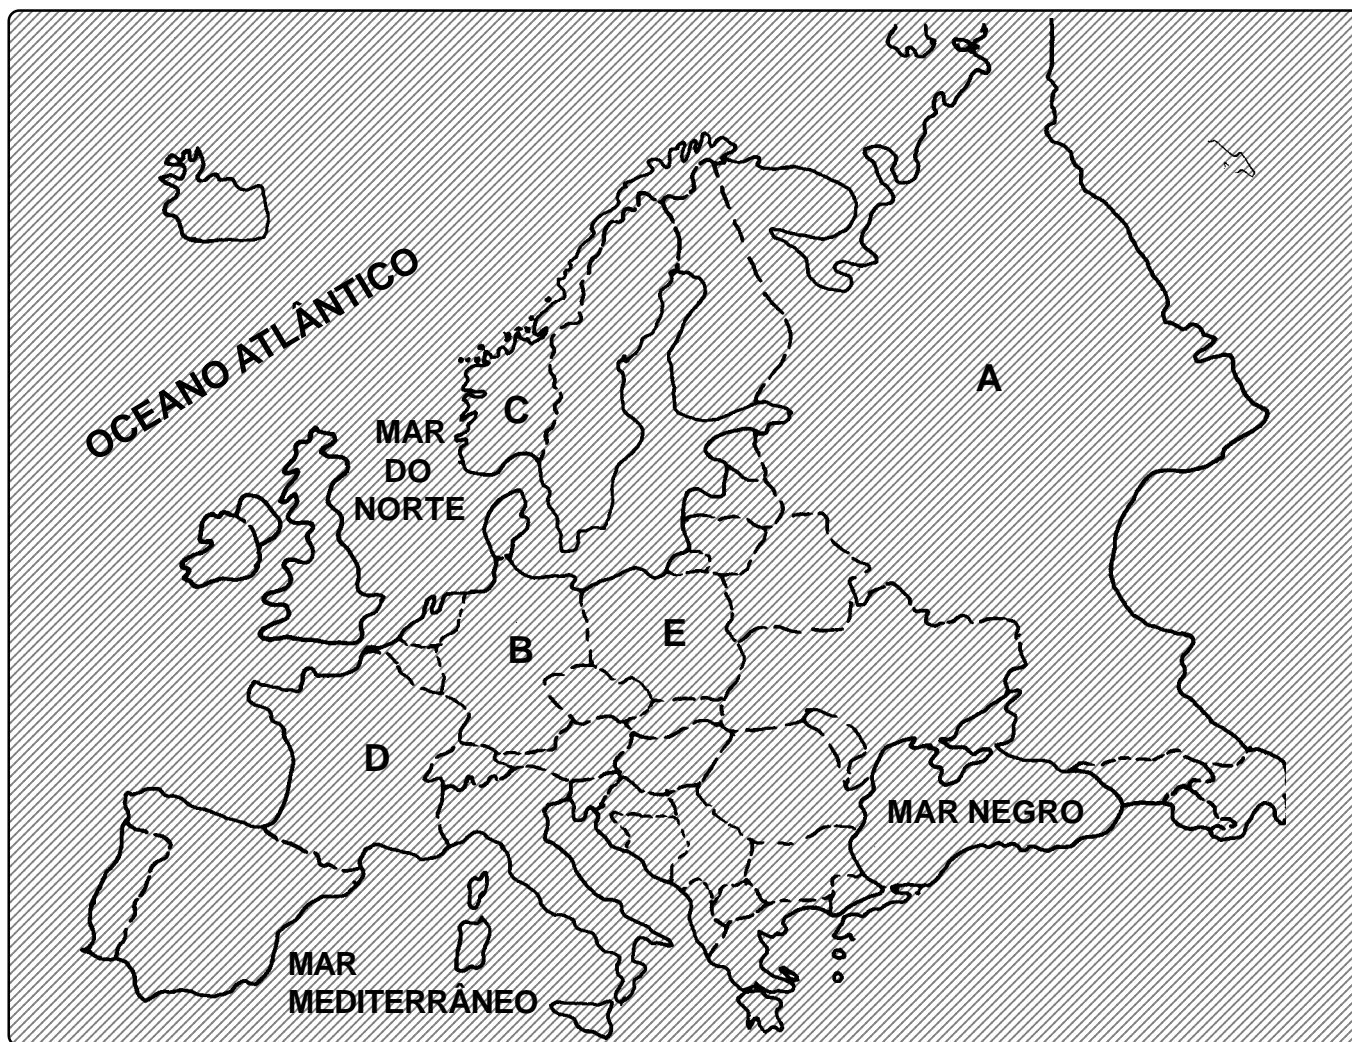 OCEANO ATLÂNTICO
A
C
MAR
DO
NORTE
B
E
D
MAR NEGRO
MAR
MEDITERRÂNEO